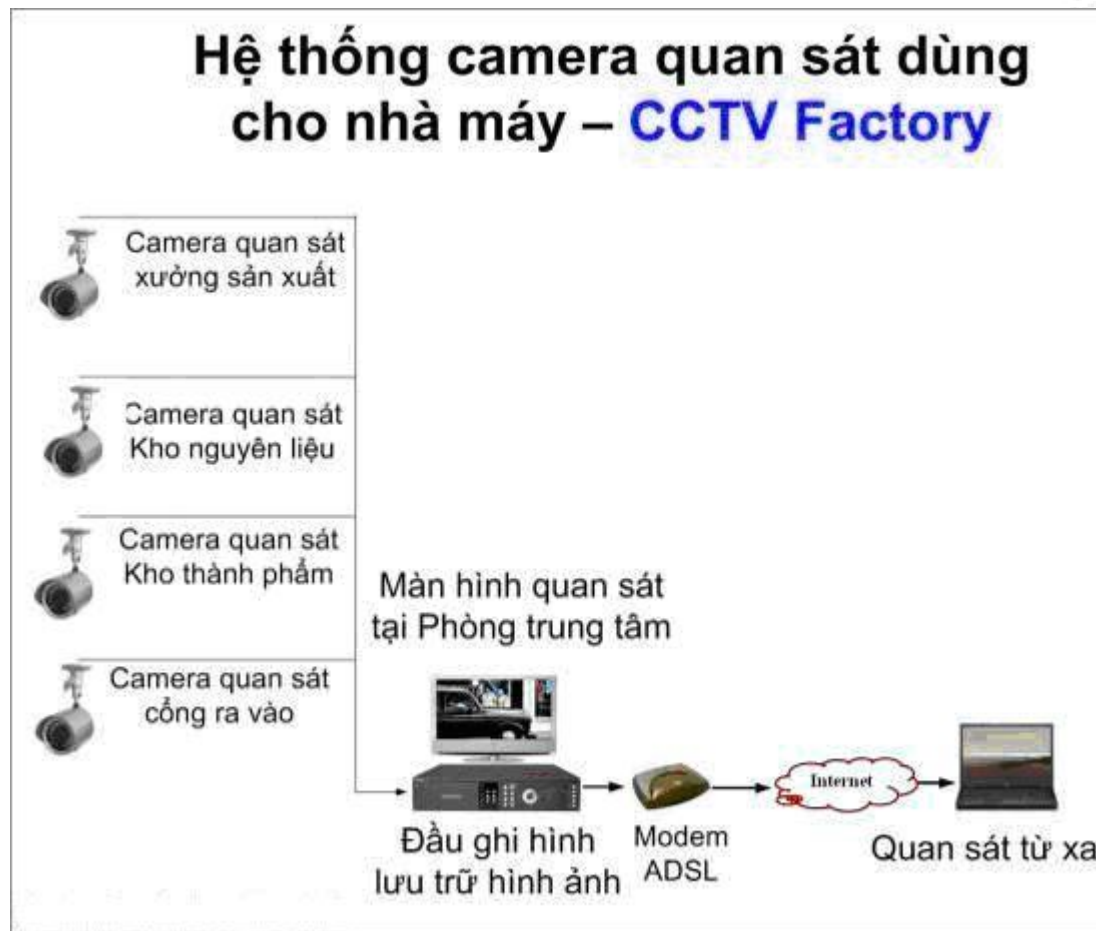 Hệ thống camera quan sát dùng
cho nhà máy – CCTV Factory
Camera quan sát
xưởng sản xuất
Camera quan sát
Kho nguyên liệu
Camera quan sát
Kho thành phẩm
Camera quan sát
cổng ra vào
Màn hình quan sát
tại Phòng trung tâm
Đầu ghi hình
lưu trữ hình ảnh
Modem
ADSL
Internet
Quan sát từ xa